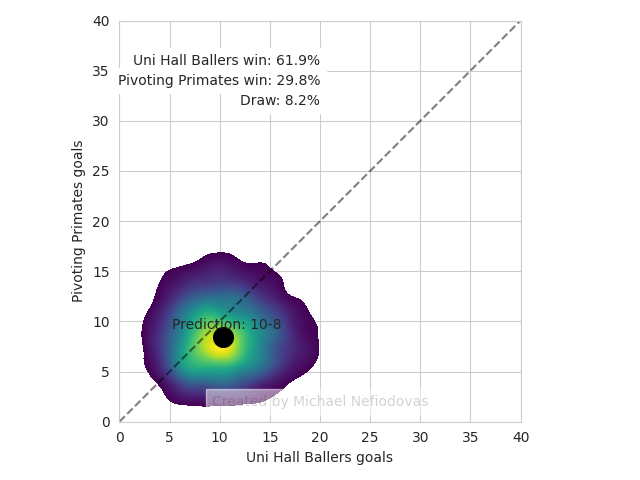 40
35
30
25
20
15
10
5
0
Pivoting Primates goals
Uni Hall Ballers win: 61.9%
Pivoting Primates win: 29.8%
Draw: 8.2%
Prediction: 10-8
Created by Michael Nefiodovas
0 5 10 15 20 25 30 35 40
Uni Hall Ballers goals